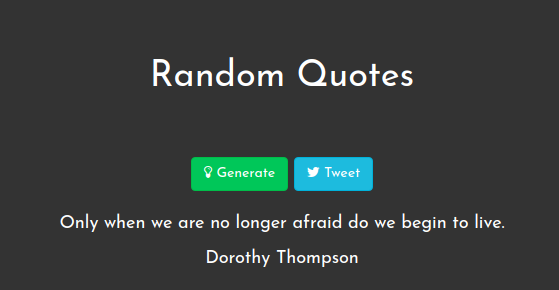 Random Quotes
Generate Tweet
Only when we are no longer afraid do we begin to live.
Dorothy Thompson